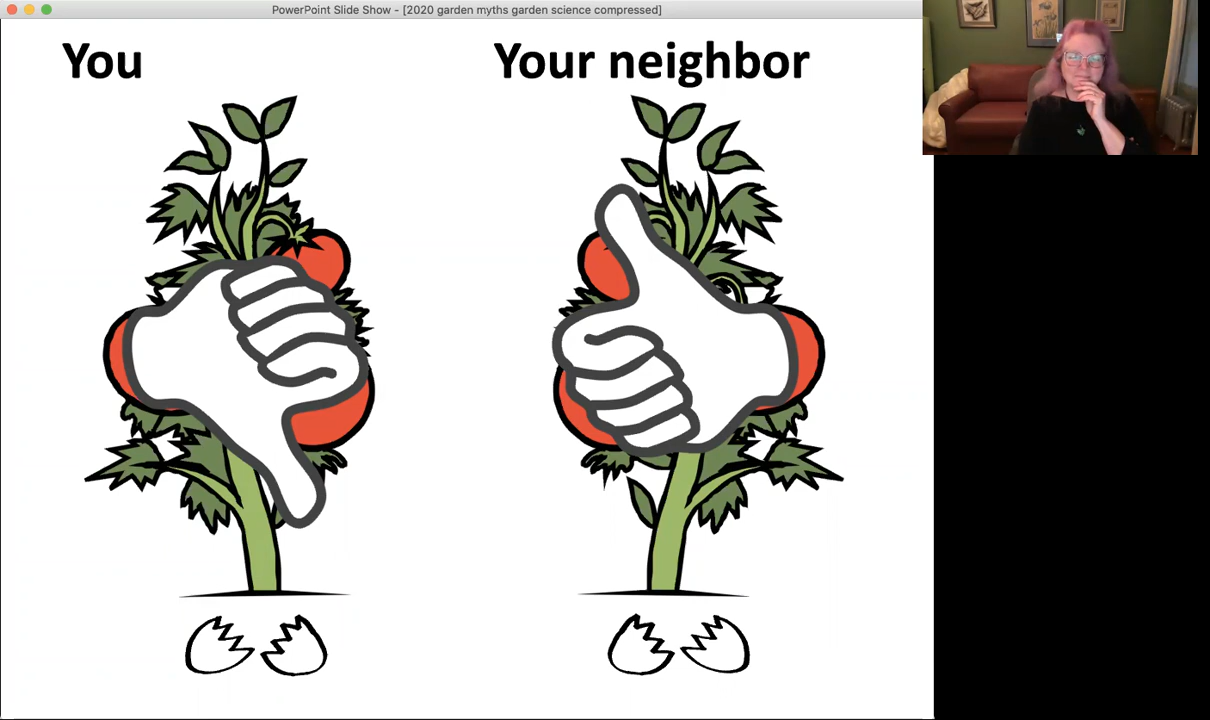 PowerPoint Slide Show - [2020 garden myths garden science compressed]
You
Your neighbor